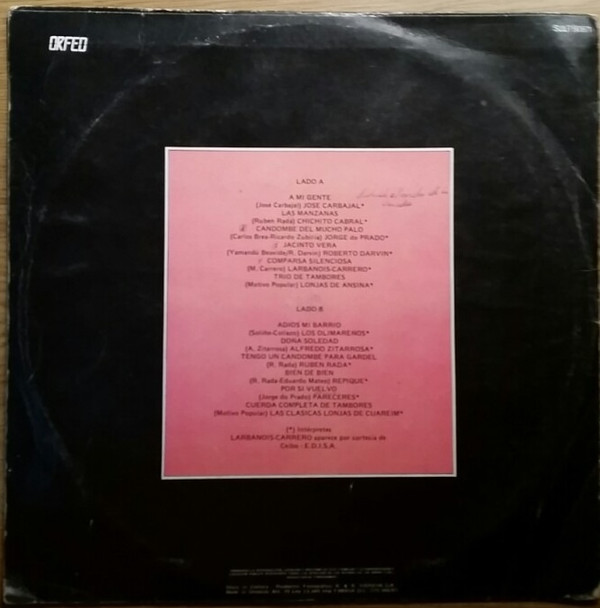 ORFEO
LADO A
A MI GENTE
(José Carbajal) JOSE CARBAJAL*
LAS MANZANAS
(Ruben Rada) CHICHITO CABRAL*
CANDOMBE DEL MUCHO PALO
(Carlos Brea-Ricardo Zubiría) JORGE do PRADO*
JACINTO VERA
(Yamandú Beovide/R. Darvin) ROBERTO DARVIN*
COMPARSA SILENCIOSA
(M. Carrero) LARBANOIS-CARRERO*
TRIO DE TAMBORES
(Motivo Popular) LONJAS DE ANSINA*
LADO B
ADIOS MI BARRIO
(Soliño-Collazo) LOS OLIMAREÑOS*
DOÑA SOLEDAD
(A. Zitarrosa) ALFREDO ZITARROSA*
TENGO UN CANDOMBE PARA GARDEL
(R. Rada) RUBEN RADA*
BIEN DE BIEN
(R. Rada-Eduardo Mateo) REPIQUE*
POR SI VUELVO
(Jorge do Prado) PARECERES*
CUERDA COMPLETA DE TAMBORES
(Motivo Popular) LAS CLASICAS LONJAS DE CUAREIM*
(*) Intérpretes
LARBANOIS-CARRERO aparece por cortesía de
Ceibo - E.D.I.S.A.